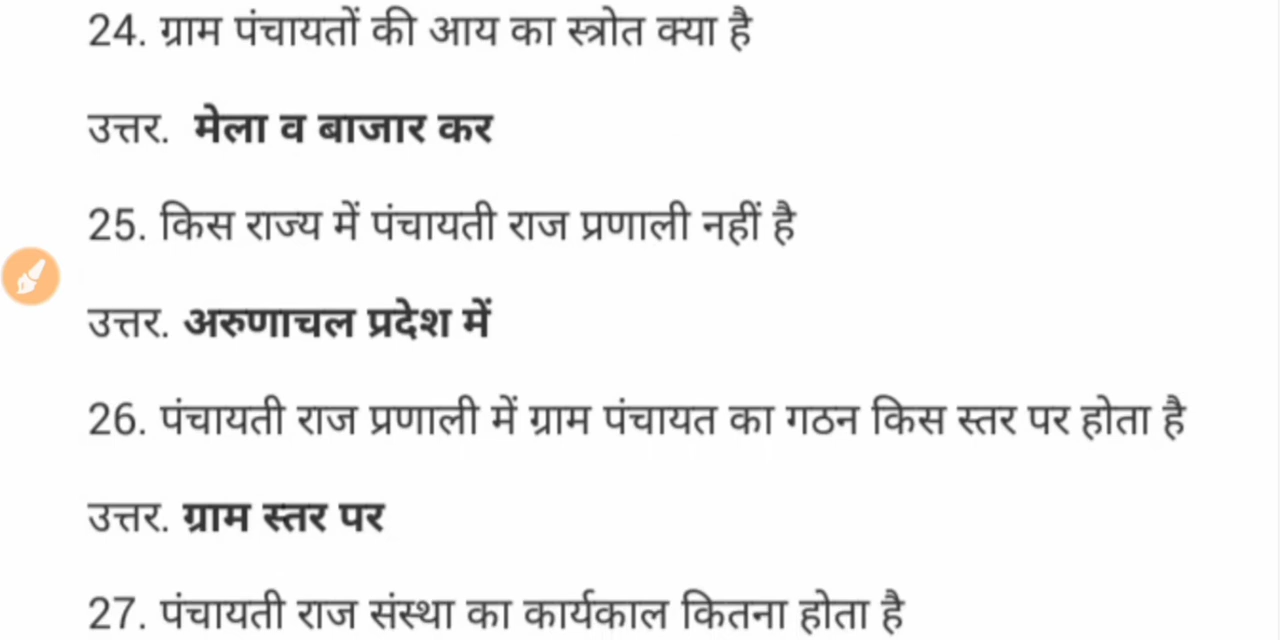 24. ग्राम पंचायतों की आय का स्त्रोत क्या है
उत्तर. मेला व बाजार कर
25. किस राज्य में पंचायती राज प्रणाली नहीं है
उत्तर. अरुणाचल प्रदेश में
26. पंचायती राज प्रणाली में ग्राम पंचायत का गठन किस स्तर पर होता है
उत्तर. ग्राम स्तर पर
27. पंचायती राज संस्था का कार्यकाल कितना होता है